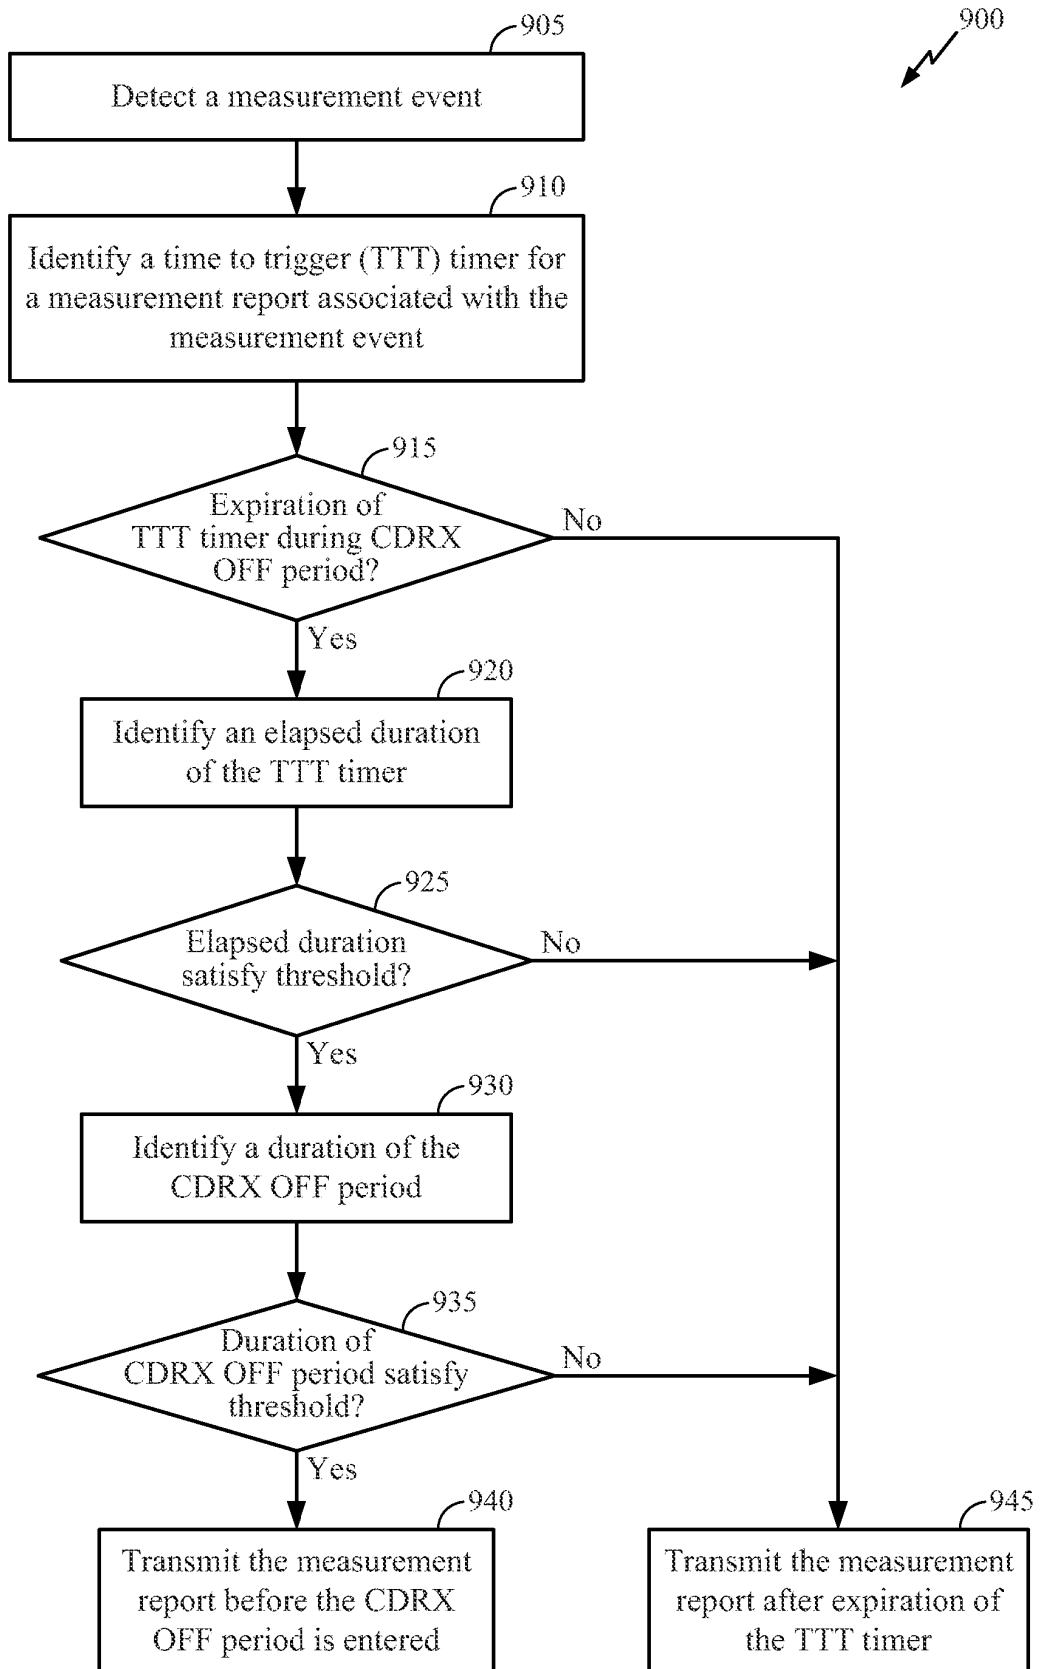 900
905
Detect a measurement event
910
Identify a time to trigger (TTT) timer for
a measurement report associated with the
measurement event
915
Expiration of
TTT timer during CDRX
OFF period?
No
Yes
920
Identify an elapsed duration
of the TTT timer
925
Elapsed duration
satisfy threshold?
No
Yes
930
Identify a duration of the
CDRX OFF period
935
Duration of
CDRX OFF period satisfy
threshold?
No
Yes
940
Transmit the measurement
report before the CDRX
OFF period is entered
945
Transmit the measurement
report after expiration of
the TTT timer